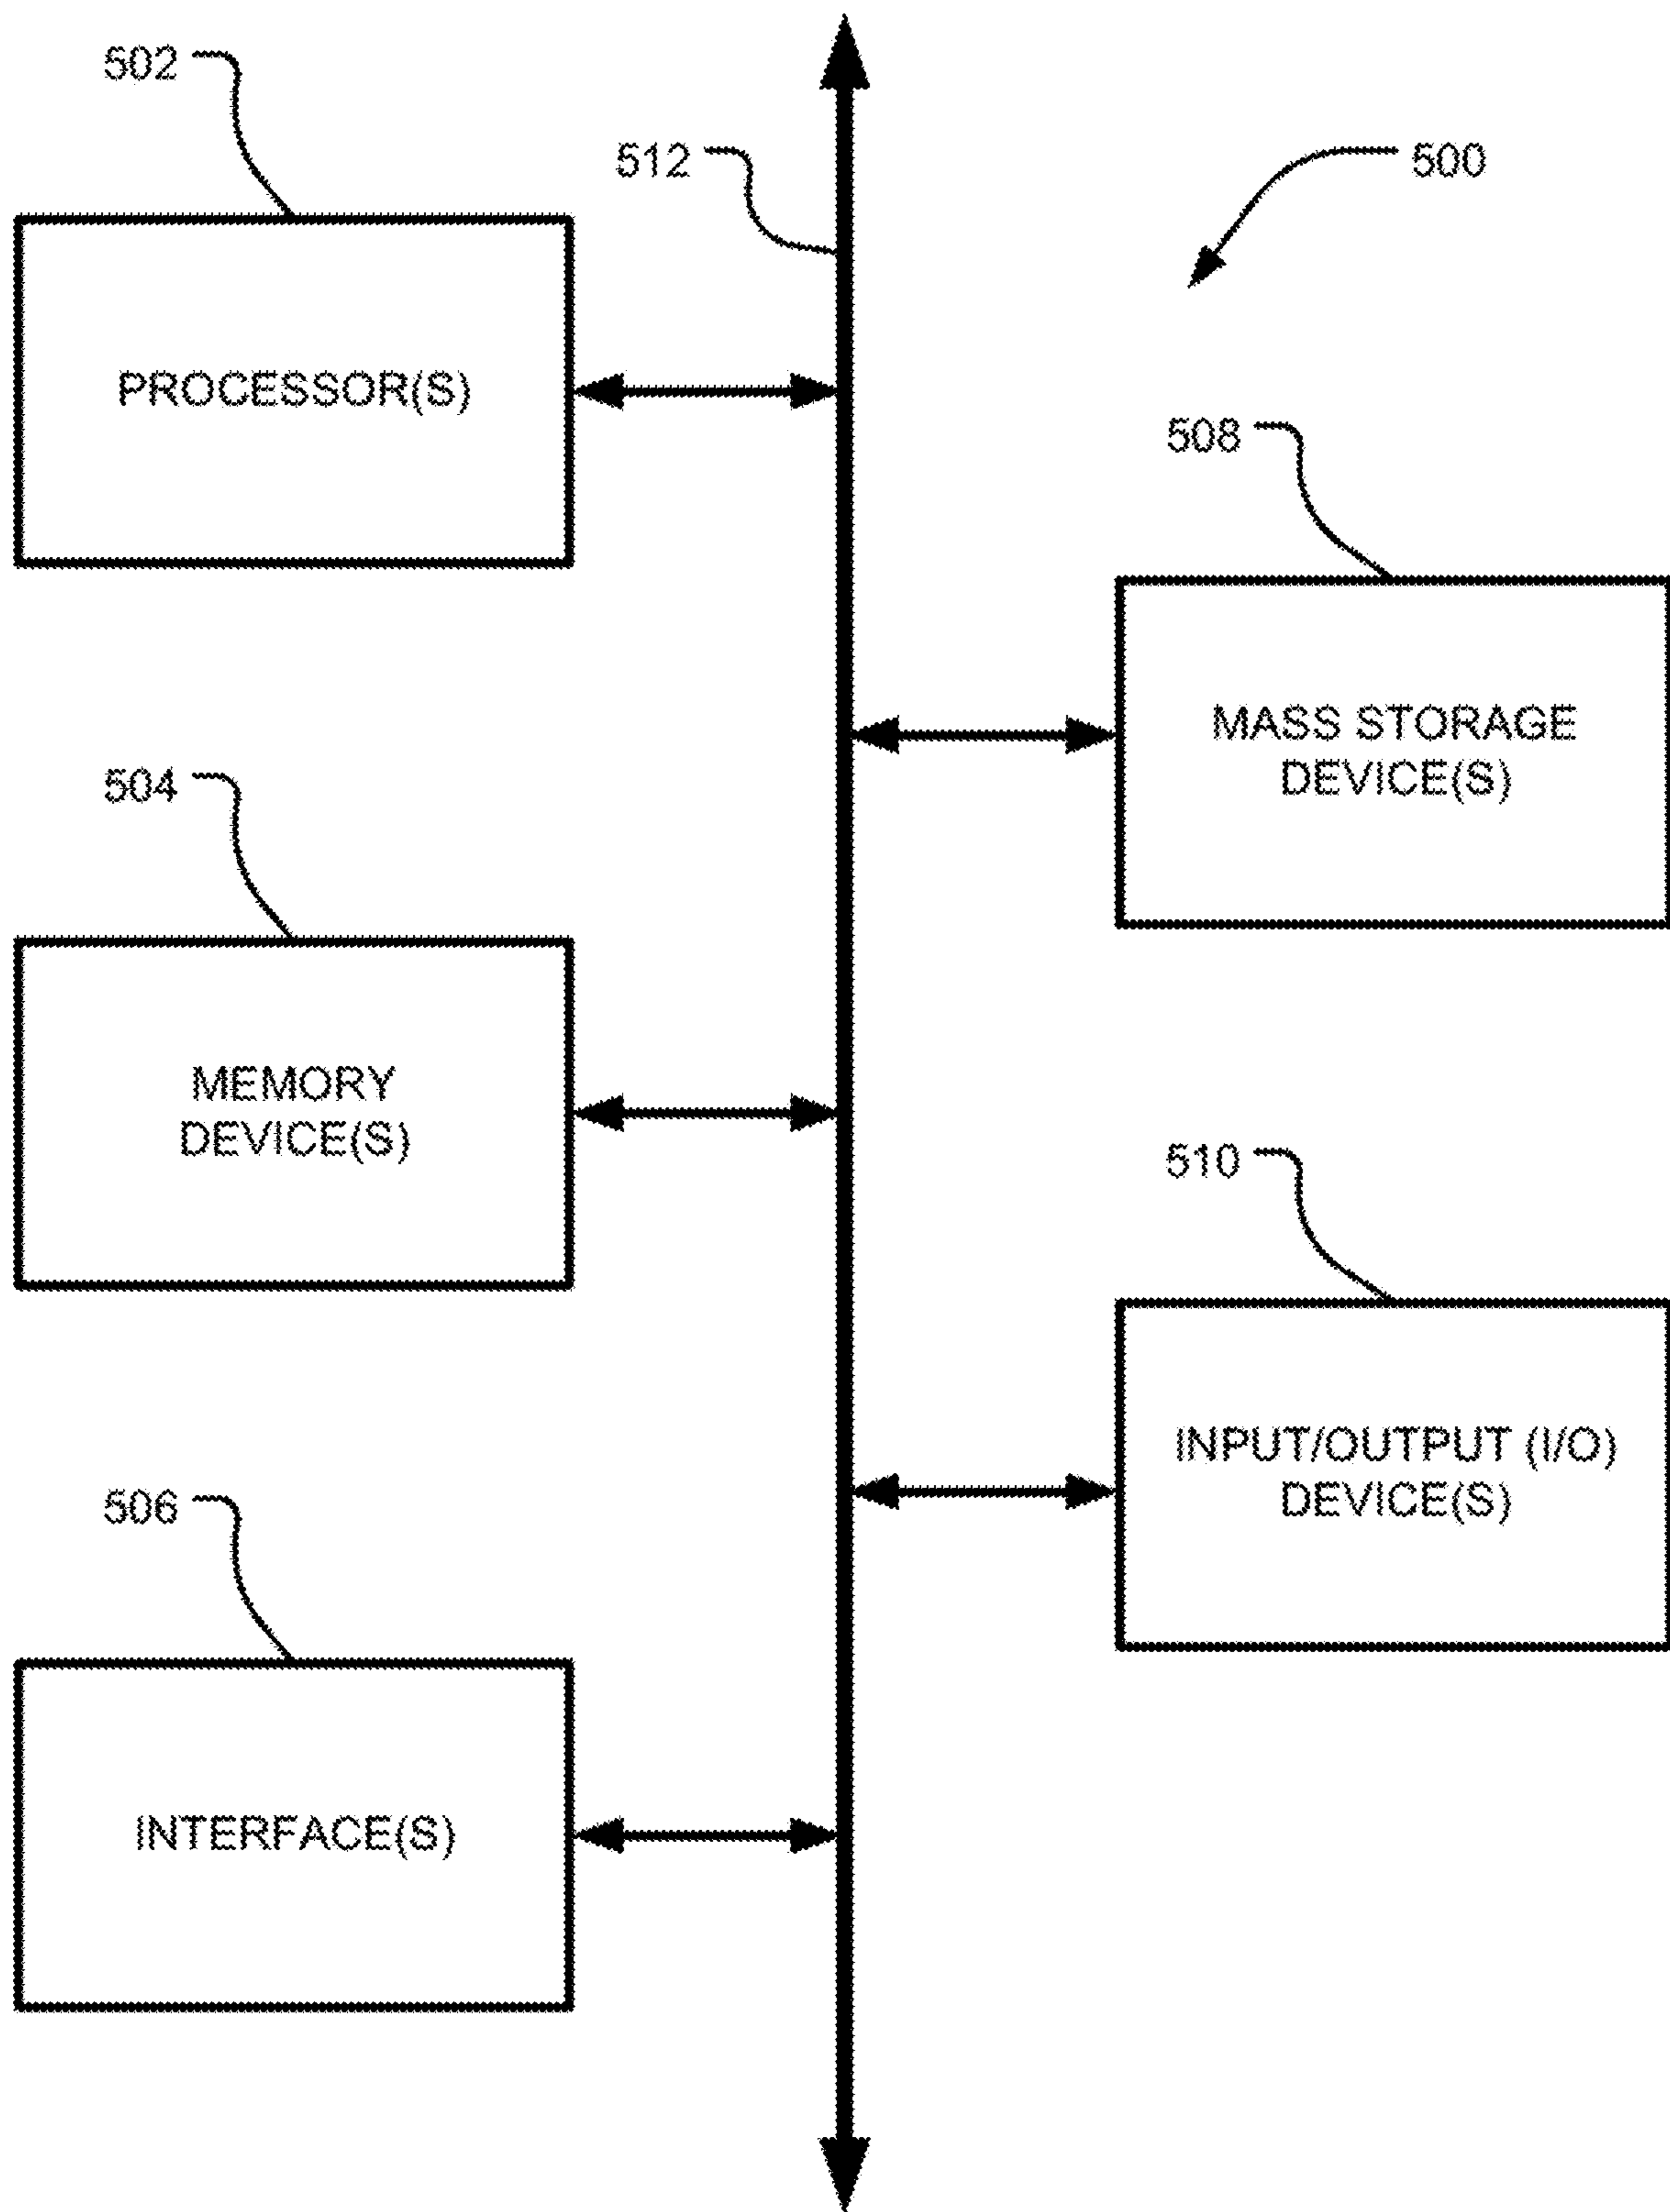 502
512
500
PROCESSOR(S)
508
MASS STORAGE
DEVICE(S)
504
MEMORY
DEVICE(S)
510
INPUT/OUTPUT (I/O)
DEVICE(S)
506
INTERFACE(S)